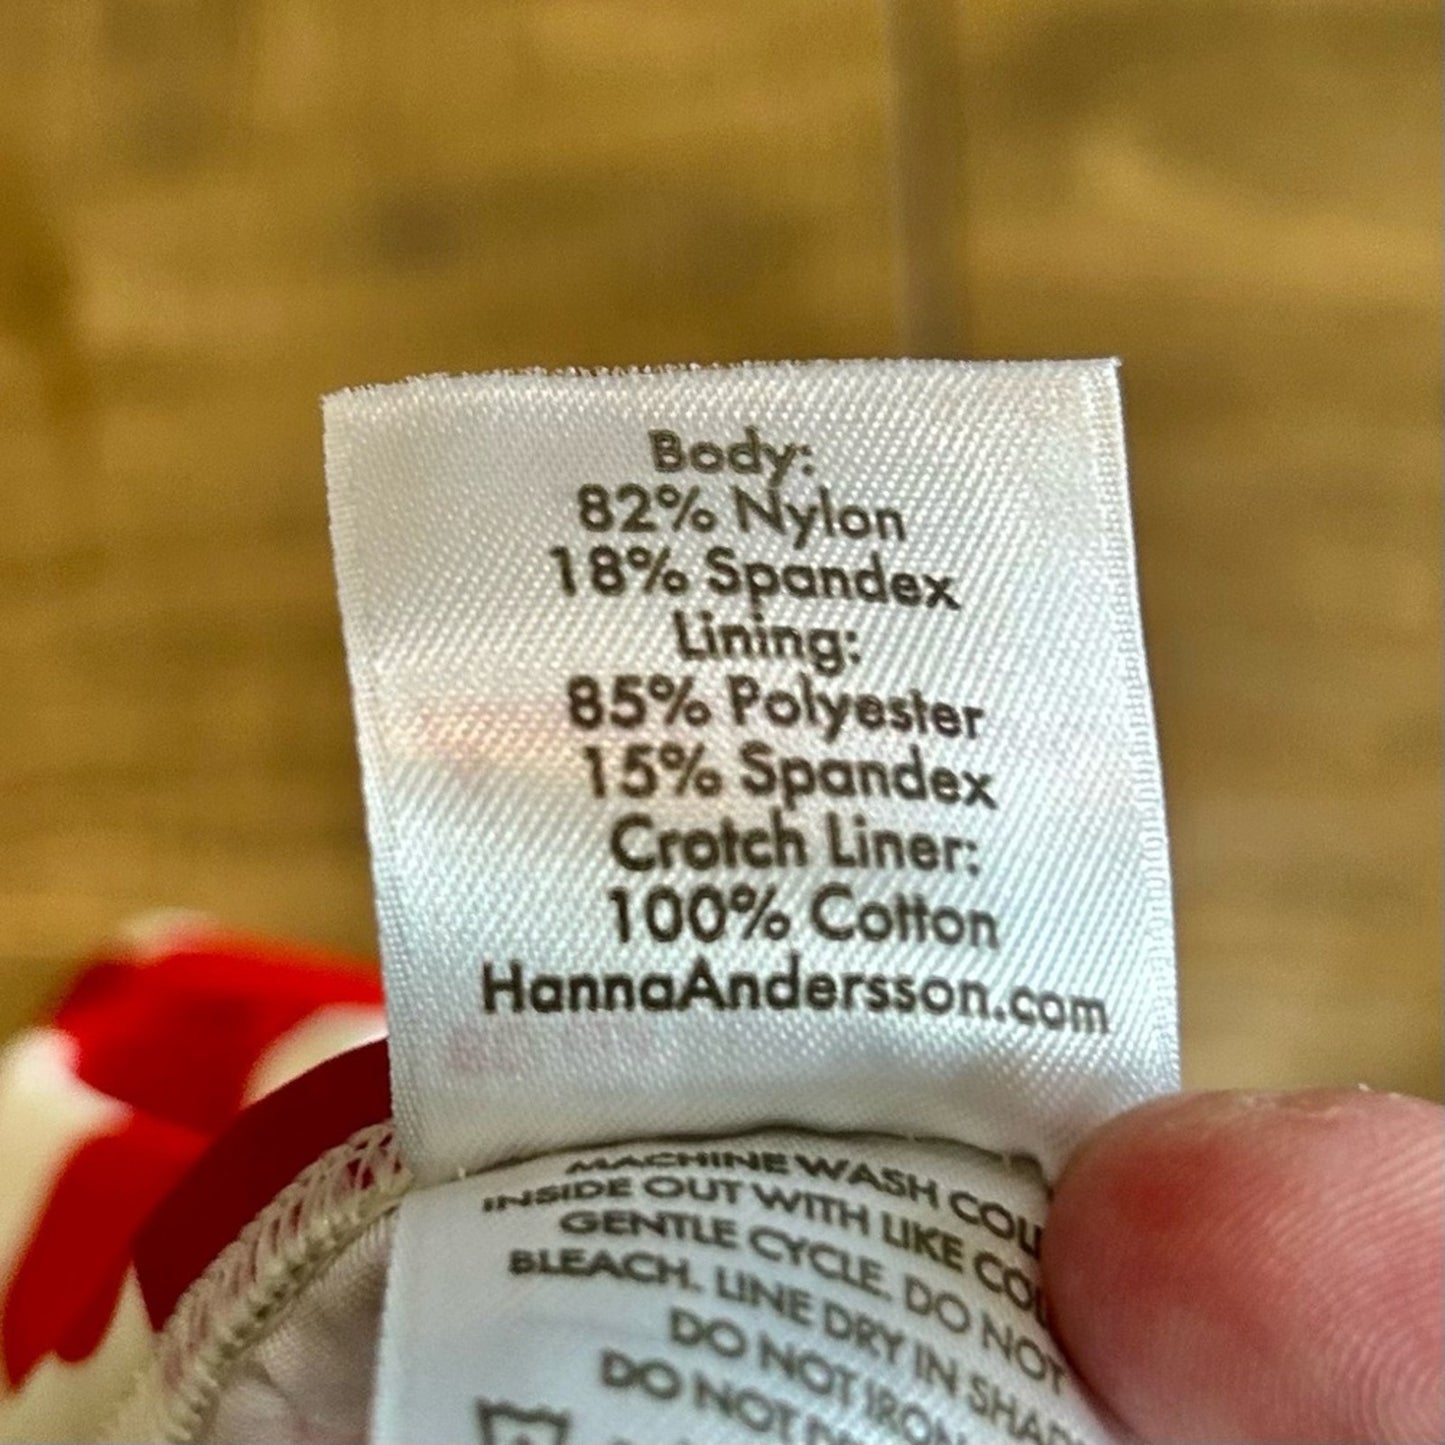 Body:
82% Nylon
18% Spandex
Lining:
85% Polyester
15% Spandex
Crotch Liner:
100% Cotton
HannaAndersson.com
MACHINE WASH
INSIDE OUT WITH LIKE
GENTLE CYCLE. DO NOT
BLEACH. LINE DRY IN
DO NOT IRON
DO NOT